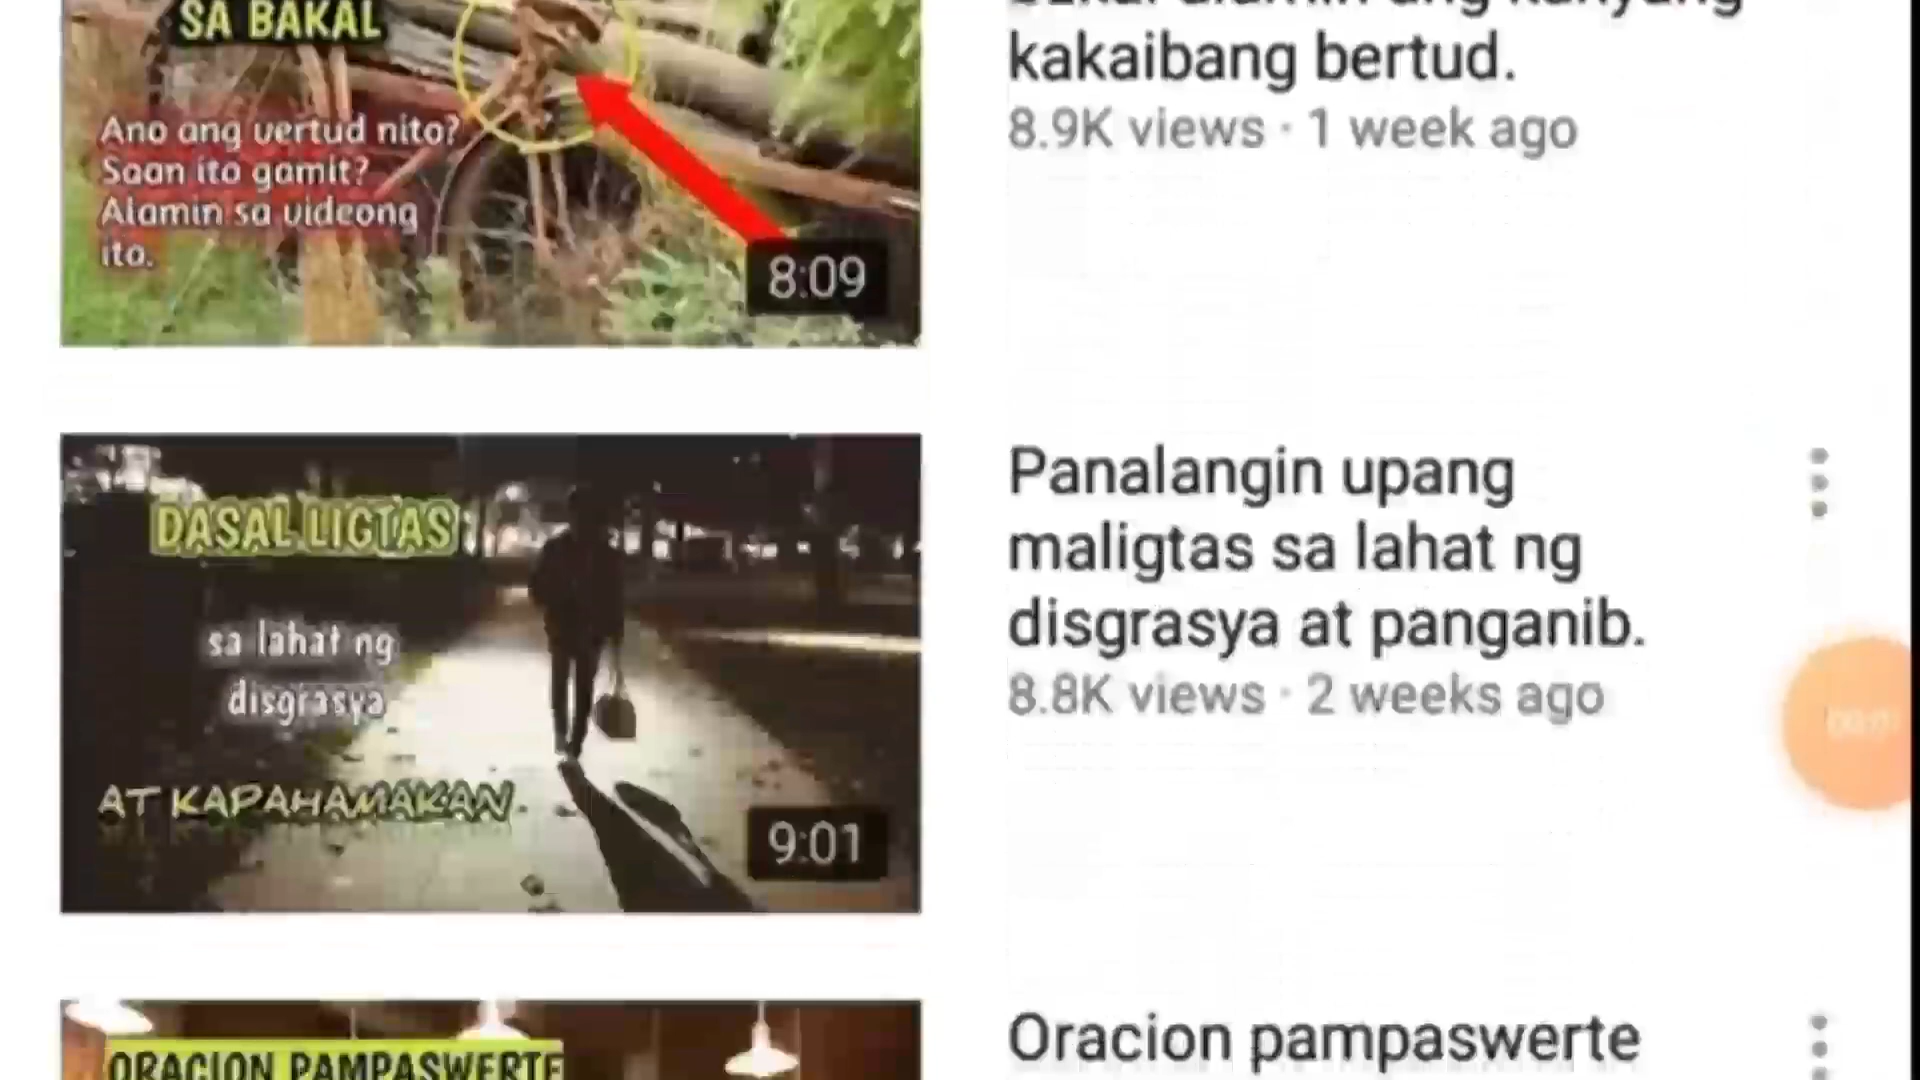 SA BAKAL
Ano ang vertud nito?
Saan ito gamit?
Alamin sa videong
ito.
8:09
kakaibang bertud.
8.9K views · 1 week ago
DASAL LIGTAS
sa lahat ng
disgrasya
AT KAPAHAMAKAN.
9:01
Panalangin upang
maligtas sa lahat ng
disgrasya at panganib.
8.8K views · 2 weeks ago
ORACION PAMPASWERTE
Oracion pampaswerte